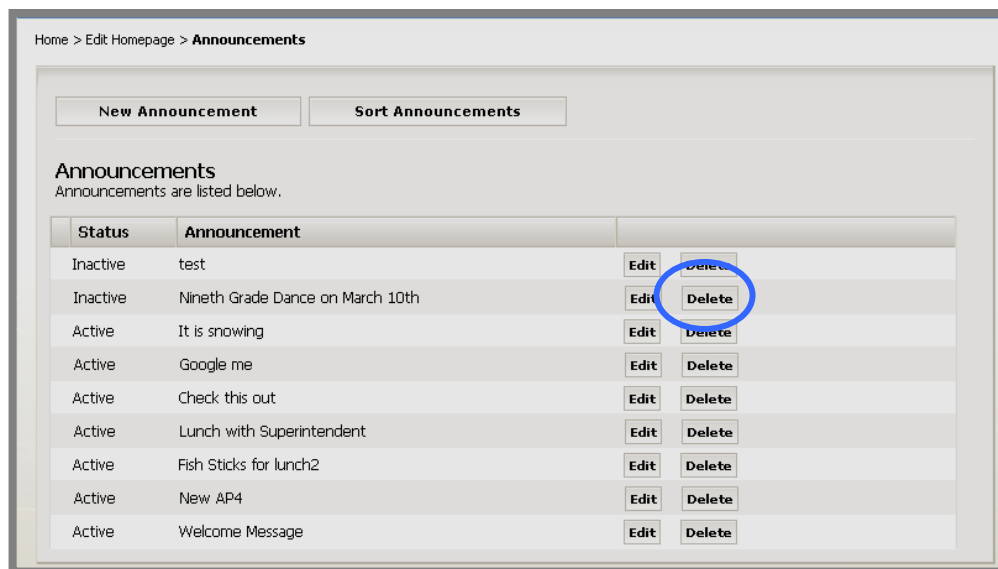 Home > Edit Homepage > Announcements
New Announcement Sort Announcements
Announcements
Announcements are listed below.
Status Announcement
Inactive test Edit Delete
Inactive Nineth Grade Dance on March 10th Edit Delete
Active It is snowing Edit Delete
Active Google me Edit Delete
Active Check this out Edit Delete
Active Lunch with Superintendent Edit Delete
Active Fish Sticks for lunch2 Edit Delete
Active New AP4 Edit Delete
Active Welcome Message Edit Delete